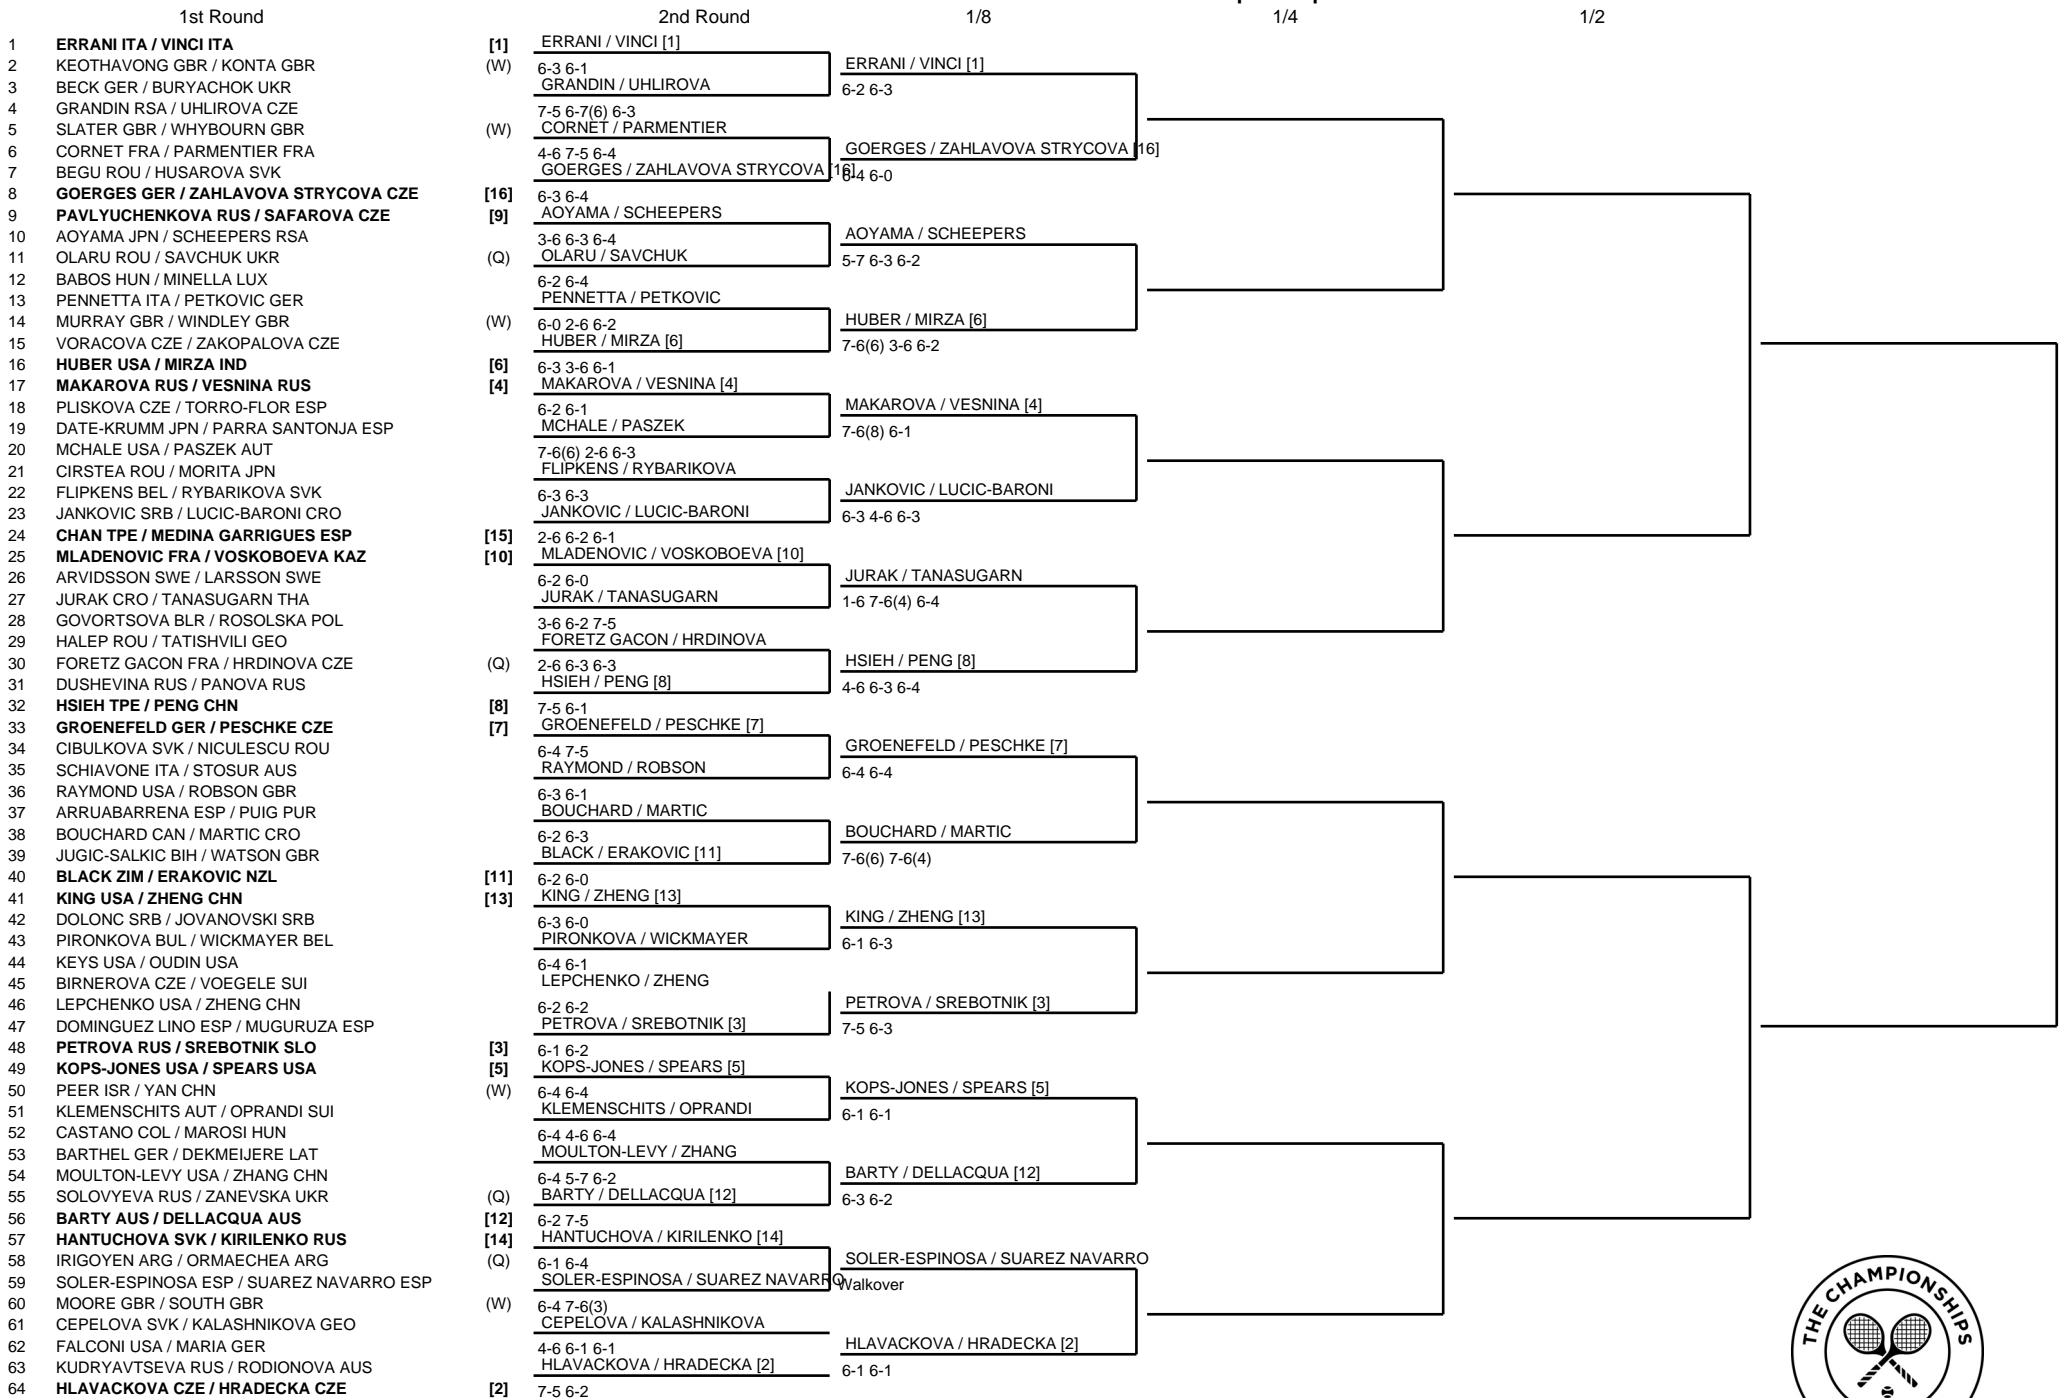 1st Round 2nd Round 1/8 1/4 1/2
1 ERRANI ITA / VINCI ITA [1]
2 KEOTHAVONG GBR / KONTA GBR (W)
3 BECK GER / BURYACHOK UKR
4 GRANDIN RSA / UHLIROVA CZE
5 SLATER GBR / WHYBOURN GBR (W)
6 CORNET FRA / PARMENTIER FRA
7 BEGU ROU / HUSAROVA SVK
8 GOERGES GER / ZAHLAVOVA STRYCOVA CZE [16]
9 PAVLYUCHENKOVA RUS / SAFAROVA CZE [9]
10 AOYAMA JPN / SCHEEPERS RSA
11 OLARU ROU / SAVCHUK UKR (Q)
12 BABOS HUN / MINELLA LUX
13 PENNETTA ITA / PETKOVIC GER
14 MURRAY GBR / WINDLEY GBR (W)
15 VORACOVA CZE / ZAKOPALOVA CZE
16 HUBER USA / MIRZA IND [6]
17 MAKAROVA RUS / VESNINA RUS [4]
18 PLISKOVA CZE / TORRO-FLOR ESP
19 DATE-KRUMM JPN / PARRA SANTONJA ESP
20 MCHALE USA / PASZEK AUT
21 CIRSTEA ROU / MORITA JPN
22 FLIPKENS BEL / RYBARIKOVA SVK
23 JANKOVIC SRB / LUCIC-BARONI CRO
24 CHAN TPE / MEDINA GARRIGUES ESP [15]
25 MLADENOVIC FRA / VOSKOBOEVA KAZ [10]
26 ARVIDSSON SWE / LARSSON SWE
27 JURAK CRO / TANASUGARN THA
28 GOVORTSOVA BLR / ROSOLSKA POL
29 HALEP ROU / TATISHVILI GEO
30 FORETZ GACON FRA / HRDINOVA CZE (Q)
31 DUSHEVINA RUS / PANOVA RUS
32 HSIEH TPE / PENG CHN [8]
33 GROENEFELD GER / PESCHKE CZE [7]
34 CIBULKOVA SVK / NICULESCU ROU
35 SCHIAVONE ITA / STOSUR AUS
36 RAYMOND USA / ROBSON GBR
37 ARRUABARRENA ESP / PUIG PUR
38 BOUCHARD CAN / MARTIC CRO
39 JUGIC-SALKIC BIH / WATSON GBR
40 BLACK ZIM / ERAKOVIC NZL [11]
41 KING USA / ZHENG CHN [13]
42 DOLONC SRB / JOVANOVSKI SRB
43 PIRONKOVA BUL / WICKMAYER BEL
44 KEYS USA / OUDIN USA
45 BIRNEROVA CZE / VOEGELE SUI
46 LEPCHENKO USA / ZHENG CHN
47 DOMINGUEZ LINO ESP / MUGURUZA ESP
48 PETROVA RUS / SREBOTNIK SLO [3]
49 KOPS-JONES USA / SPEARS USA [5]
50 PEER ISR / YAN CHN (W)
51 KLEMENSCHITS AUT / OPRANDI SUI
52 CASTANO COL / MAROSI HUN
53 BARTHEL GER / DEKMEIJERE LAT
54 MOULTON-LEVY USA / ZHANG CHN
55 SOLOVYEVA RUS / ZANEVSKA UKR (Q)
56 BARTY AUS / DELLACQUA AUS [12]
57 HANTUCHOVA SVK / KIRILENKO RUS [14]
58 IRIGOYEN ARG / ORMAECHEA ARG (Q)
59 SOLER-ESPINOSA ESP / SUAREZ NAVARRO ESP
60 MOORE GBR / SOUTH GBR (W)
61 CEPELOVA SVK / KALASHNIKOVA GEO
62 FALCONI USA / MARIA GER
63 KUDRYAVTSEVA RUS / RODIONOVA AUS
64 HLAVACKOVA CZE / HRADECKA CZE [2]
ERRANI / VINCI [1]
6-3 6-1
GRANDIN / UHLIROVA
7-5 6-7(6) 6-3
CORNET / PARMENTIER
4-6 7-5 6-4
GOERGES / ZAHLAVOVA STRYCOVA [16]
6-3 6-4
AOYAMA / SCHEEPERS
3-6 6-3 6-4
OLARU / SAVCHUK
6-2 6-4
PENNETTA / PETKOVIC
6-0 2-6 6-2
HUBER / MIRZA [6]
6-3 3-6 6-1
MAKAROVA / VESNINA [4]
6-2 6-1
MCHALE / PASZEK
7-6(6) 2-6 6-3
FLIPKENS / RYBARIKOVA
6-3 6-3
JANKOVIC / LUCIC-BARONI
2-6 6-2 6-1
MLADENOVIC / VOSKOBOEVA [10]
6-2 6-0
JURAK / TANASUGARN
3-6 6-2 7-5
FORETZ GACON / HRDINOVA
2-6 6-3 6-3
HSIEH / PENG [8]
7-5 6-1
GROENEFELD / PESCHKE [7]
6-4 7-5
RAYMOND / ROBSON
6-3 6-1
BOUCHARD / MARTIC
6-2 6-3
BLACK / ERAKOVIC [11]
6-2 6-0
KING / ZHENG [13]
6-3 6-0
PIRONKOVA / WICKMAYER
6-4 6-1
LEPCHENKO / ZHENG
6-2 6-2
PETROVA / SREBOTNIK [3]
6-1 6-2
KOPS-JONES / SPEARS [5]
6-4 6-4
KLEMENSCHITS / OPRANDI
6-4 4-6 6-4
MOULTON-LEVY / ZHANG
6-4 5-7 6-2
BARTY / DELLACQUA [12]
6-2 7-5
HANTUCHOVA / KIRILENKO [14]
6-1 6-4
SOLER-ESPINOSA / SUAREZ NAVARRO
6-4 7-6(3)
CEPELOVA / KALASHNIKOVA
4-6 6-1 6-1
HLAVACKOVA / HRADECKA [2]
7-5 6-2
ERRANI / VINCI [1]
6-2 6-3
GOERGES / ZAHLAVOVA STRYCOVA [16]
6-4 6-0
AOYAMA / SCHEEPERS
5-7 6-3 6-2
HUBER / MIRZA [6]
7-6(6) 3-6 6-2
MAKAROVA / VESNINA [4]
7-6(8) 6-1
JANKOVIC / LUCIC-BARONI
6-3 4-6 6-3
JURAK / TANASUGARN
1-6 7-6(4) 6-4
HSIEH / PENG [8]
4-6 6-3 6-4
GROENEFELD / PESCHKE [7]
6-4 6-4
BOUCHARD / MARTIC
7-6(6) 7-6(4)
KING / ZHENG [13]
6-1 6-3
PETROVA / SREBOTNIK [3]
7-5 6-3
KOPS-JONES / SPEARS [5]
6-1 6-1
BARTY / DELLACQUA [12]
6-3 6-2
SOLER-ESPINOSA / SUAREZ NAVARRO
Walkover
HLAVACKOVA / HRADECKA [2]
6-1 6-1
THE CHAMPIONSHIPS